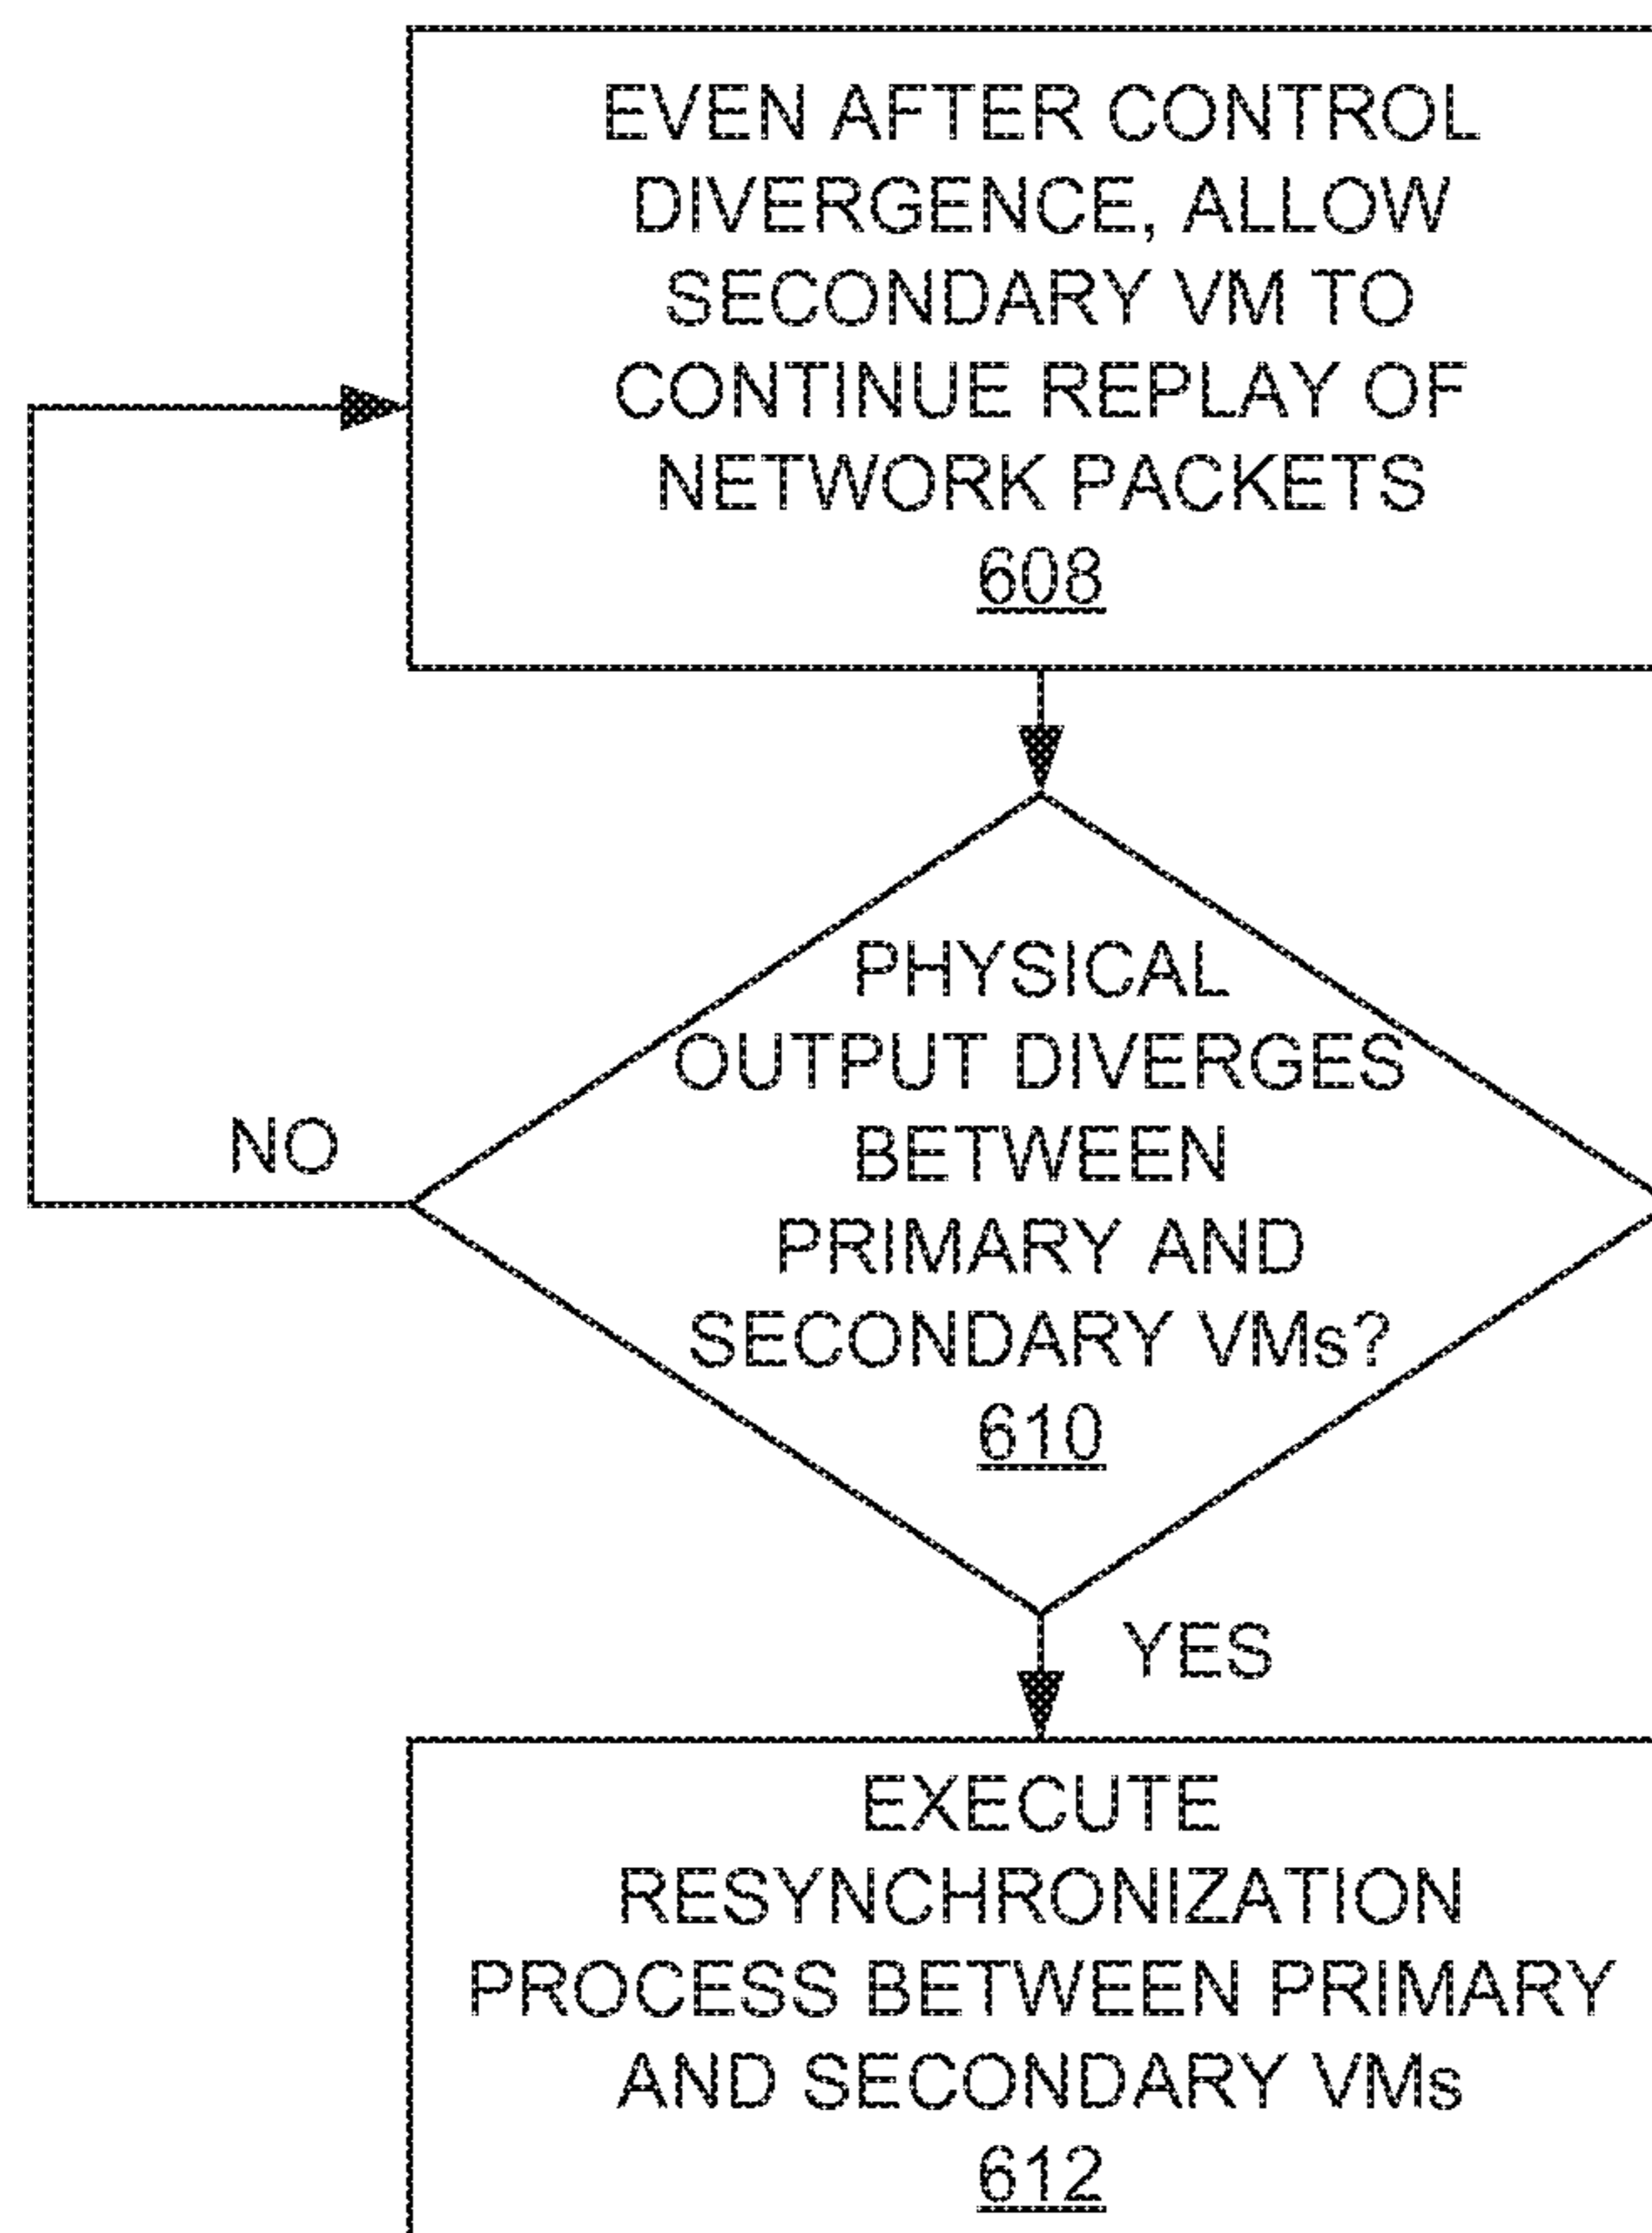 EVEN AFTER CONTROL
DIVERGENCE, ALLOW
SECONDARY VM TO
CONTINUE REPLAY OF
NETWORK PACKETS
608
PHYSICAL
OUTPUT DIVERGES
BETWEEN
PRIMARY AND
SECONDARY VMs?
610
NO
YES
EXECUTE
RESYNCHRONIZATION
PROCESS BETWEEN PRIMARY
AND SECONDARY VMs
612